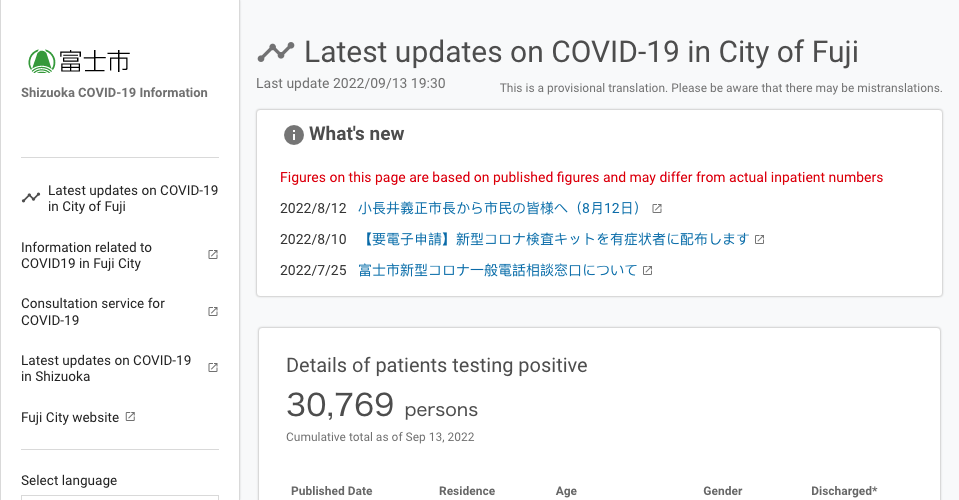 富士市
Shizuoka COVID-19 Information
Latest updates on COVID-19
in City of Fuji
Information related to
COVID19 in Fuji City
Consultation service for
COVID-19
Latest updates on COVID-19
in Shizuoka
Fuji City website
Select language
Latest updates on COVID-19 in City of Fuji
Last update 2022/09/13 19:30
This is a provisional translation. Please be aware that there may be mistranslations.
What's new
Figures on this page are based on published figures and may differ from actual inpatient numbers
2022/8/12 小長井義正市長から市民の皆様へ（8月12日）
2022/8/10 【要電子申請】新型コロナ検査キットを有症状者に配布します
2022/7/25 富士市新型コロナ一般電話相談窓口について
Details of patients testing positive
30,769 persons
Cumulative total as of Sep 13, 2022
Published Date Residence Age Gender Discharged*